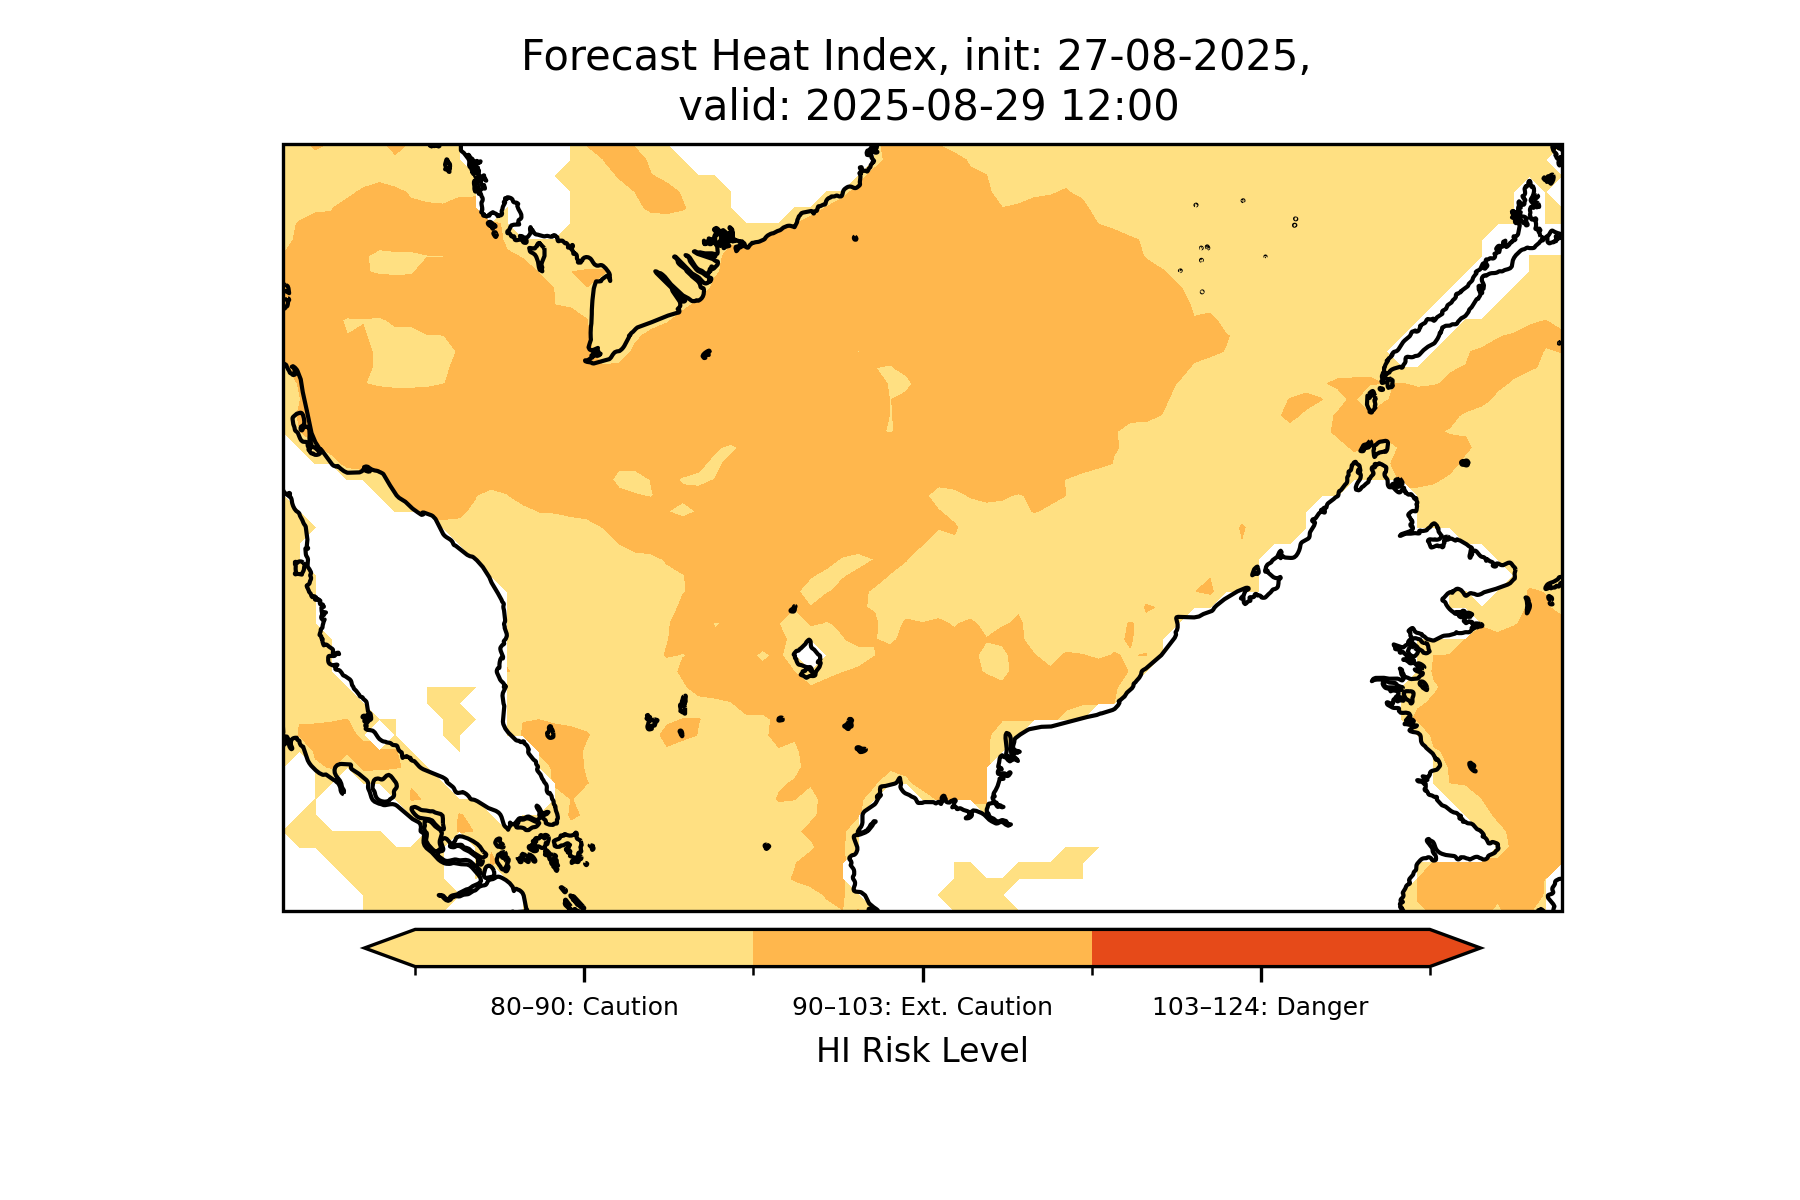 Forecast Heat Index, init: 27-08-2025,
valid: 2025-08-29 12:00
80–90: Caution
90–103: Ext. Caution
103–124: Danger
HI Risk Level